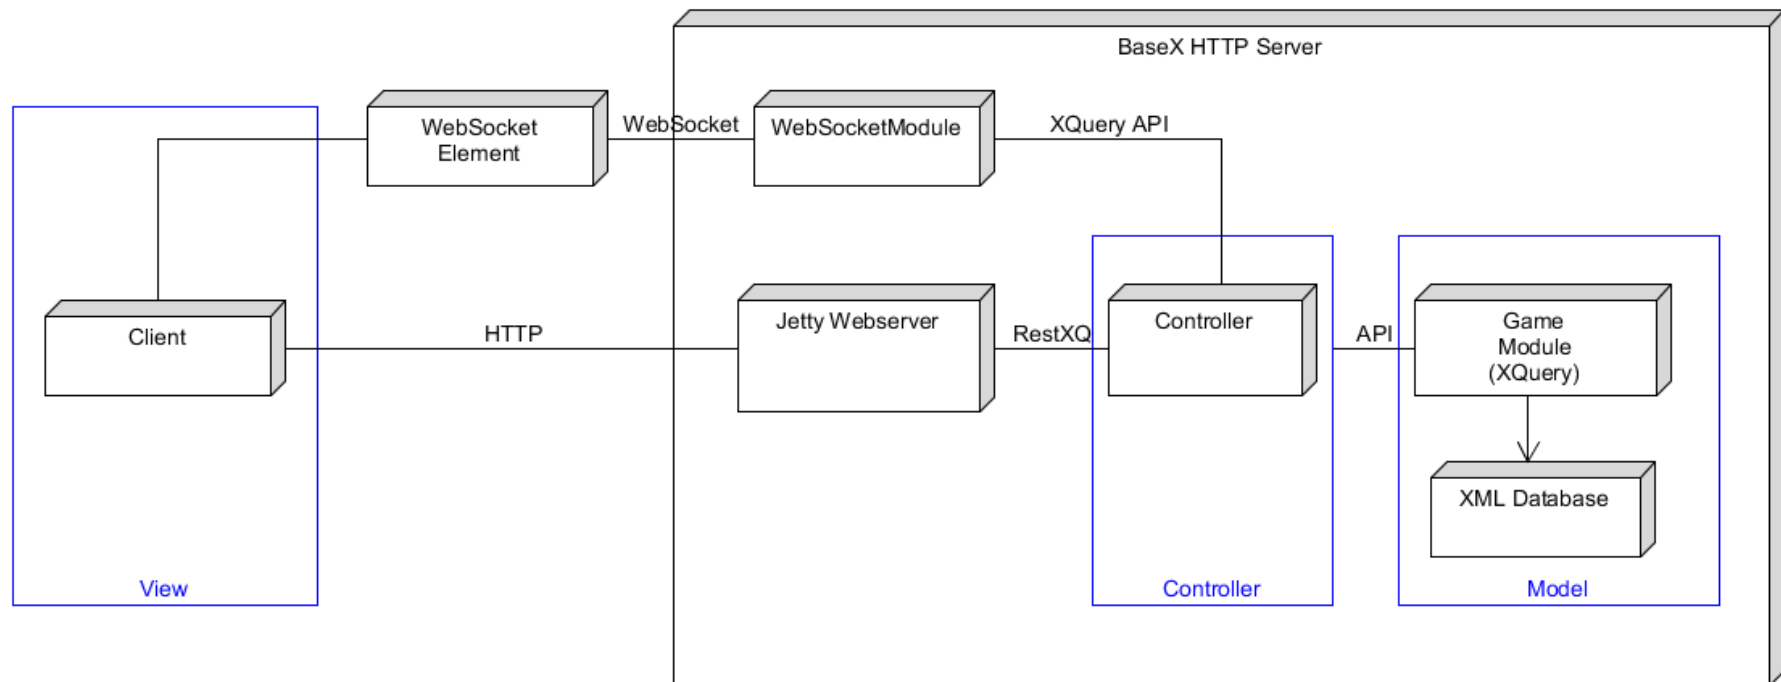 BaseX HTTP Server
WebSocket
Element
WebSocket
WebSocketModule
XQuery API
Client
HTTP
Jetty Webserver
RestXQ
Controller
API
Game
Module
(XQuery)
XML Database
View
Controller
Model